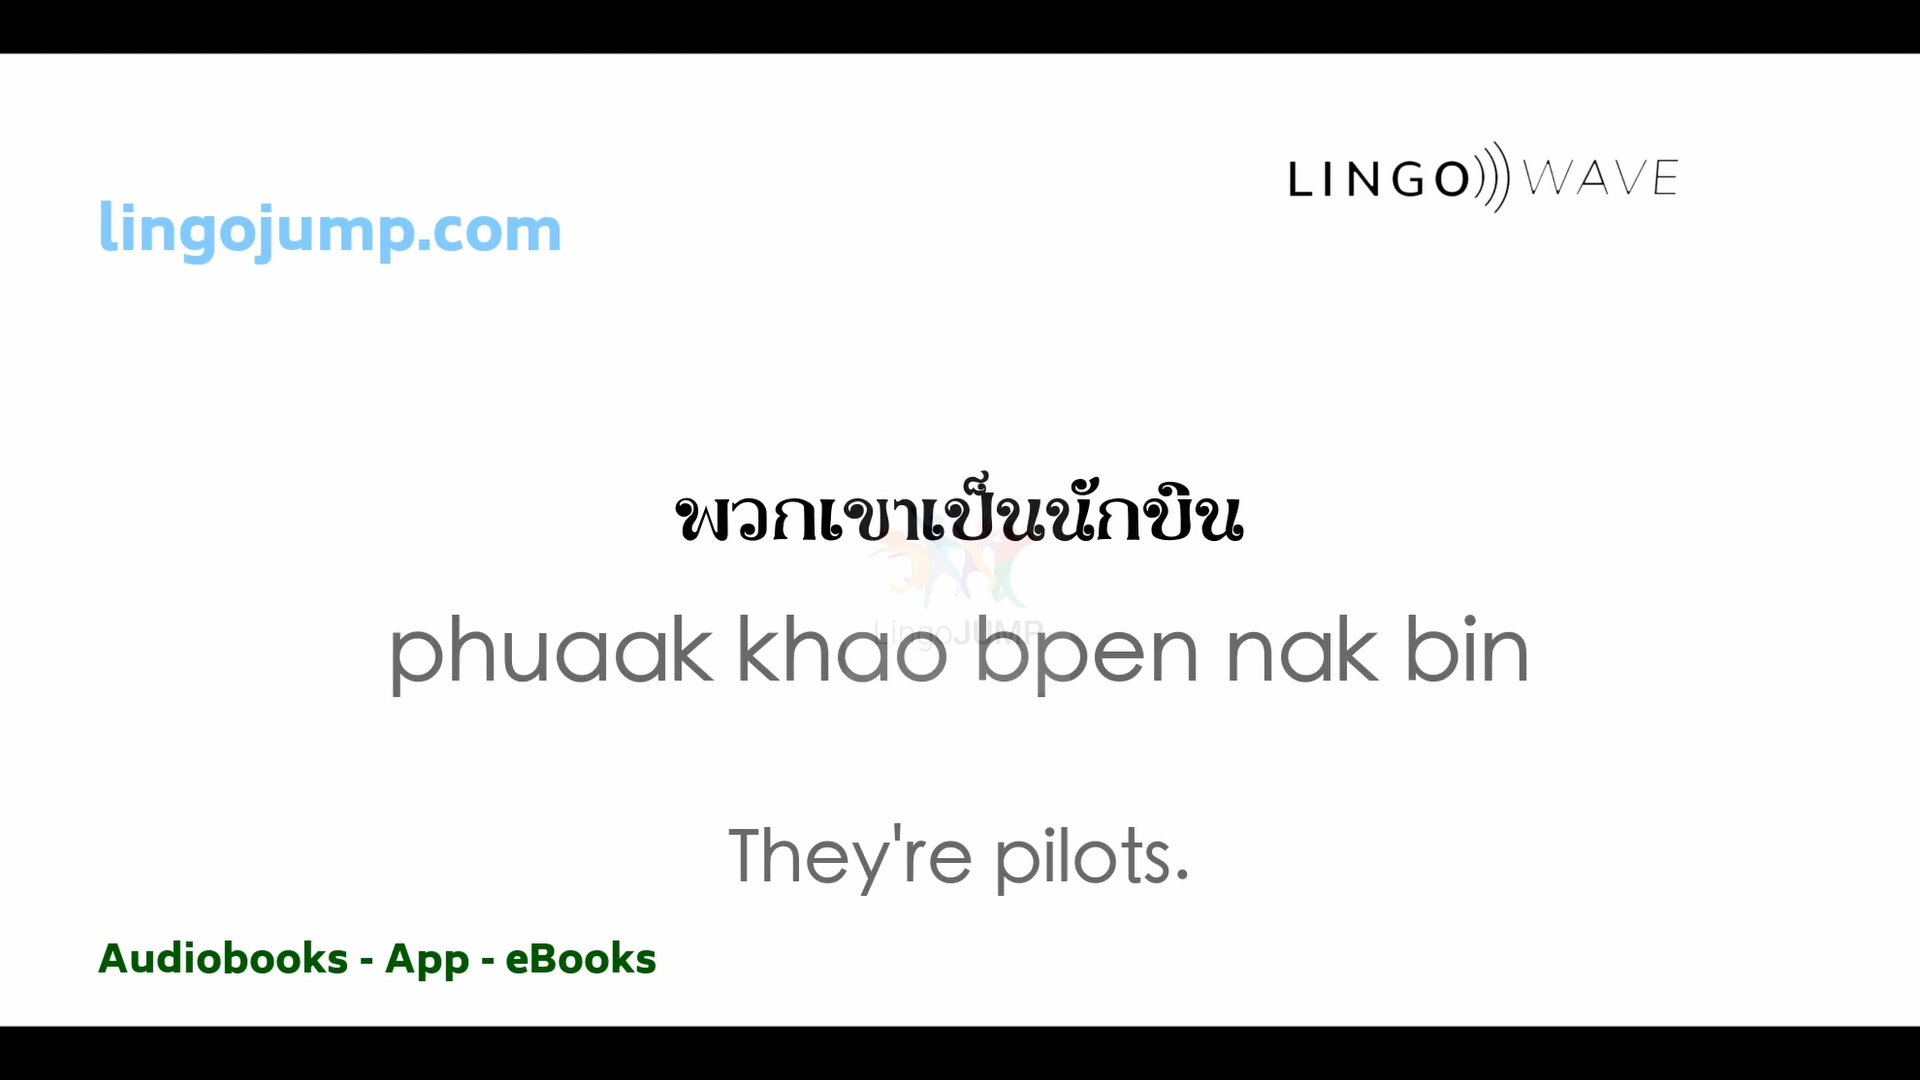 LINGO)))WAVE
lingojump.com
พวกเขาเป็นนักบิน
LingoJUMP
phuaak khao bpen nak bin
They're pilots.
Audiobooks - App - eBooks